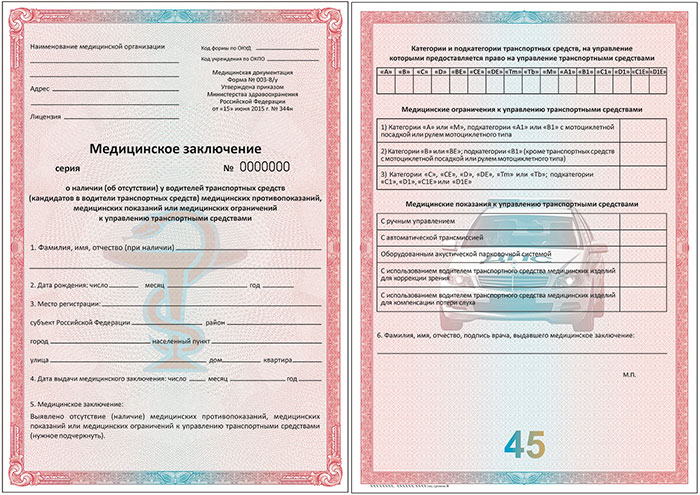 Наименование медицинской организации
Адрес
Лицензия
Код формы по ОКУД
Код учреждения по ОКПО
Медицинская документация
Форма № 003-В/у
Утверждена приказом
Министерства здравоохранения
Российской Федерации
от «15» июня 2015 г. № 344н
Медицинское заключение
серия № 0000000
о наличии (об отсутствии) у водителей транспортных средств
(кандидатов в водители транспортных средств) медицинских противопоказаний,
медицинских показаний или медицинских ограничений
к управлению транспортными средствами
1. Фамилия, имя, отчество (при наличии)
2. Дата рождения: число месяц год
3. Место регистрации:
субъект Российской Федерации район
город населенный пункт
улица дом квартира
4. Дата выдачи медицинского заключения: число месяц год
5. Медицинское заключение:
Выявлено отсутствие (наличие) медицинских противопоказаний, медицинских
показаний или медицинских ограничений к управлению транспортными средствами
(нужное подчеркнуть).
Категории и подкатегории транспортных средств, на управление
которыми предоставляется право на управление транспортными средствами
«A» «B» «C» «D» «BE» «CE» «DE» «Tm» «Tb» «M» «A1» «B1» «C1» «D1» «C1E» «D1E»
Медицинские ограничения к управлению транспортными средствами
1) Категории «A» или «M», подкатегории «A1» или «B1» с мотоциклетной
посадкой или рулем мотоциклетного типа)
2) Категории «B» или «BE»; подкатегории «B1» (кроме транспортных средств
с мотоциклетной посадкой или рулем мотоциклетного типа)
3) Категории «C», «CE», «D», «DE», «Tm» или «Tb»; подкатегории
«C1», «D1», «C1E» или «D1E»
Медицинские показания к управлению транспортными средствами
С ручным управлением
С автоматической трансмиссией
Оборудованным акустической парковочной системой
С использованием водителем транспортного средства медицинских изделий
для коррекции зрения
С использованием водителем транспортного средства медицинских изделий
для компенсации потери слуха
6. Фамилия, имя, отчество, подпись врача, выдавшего медицинское заключение:
М.П.
45